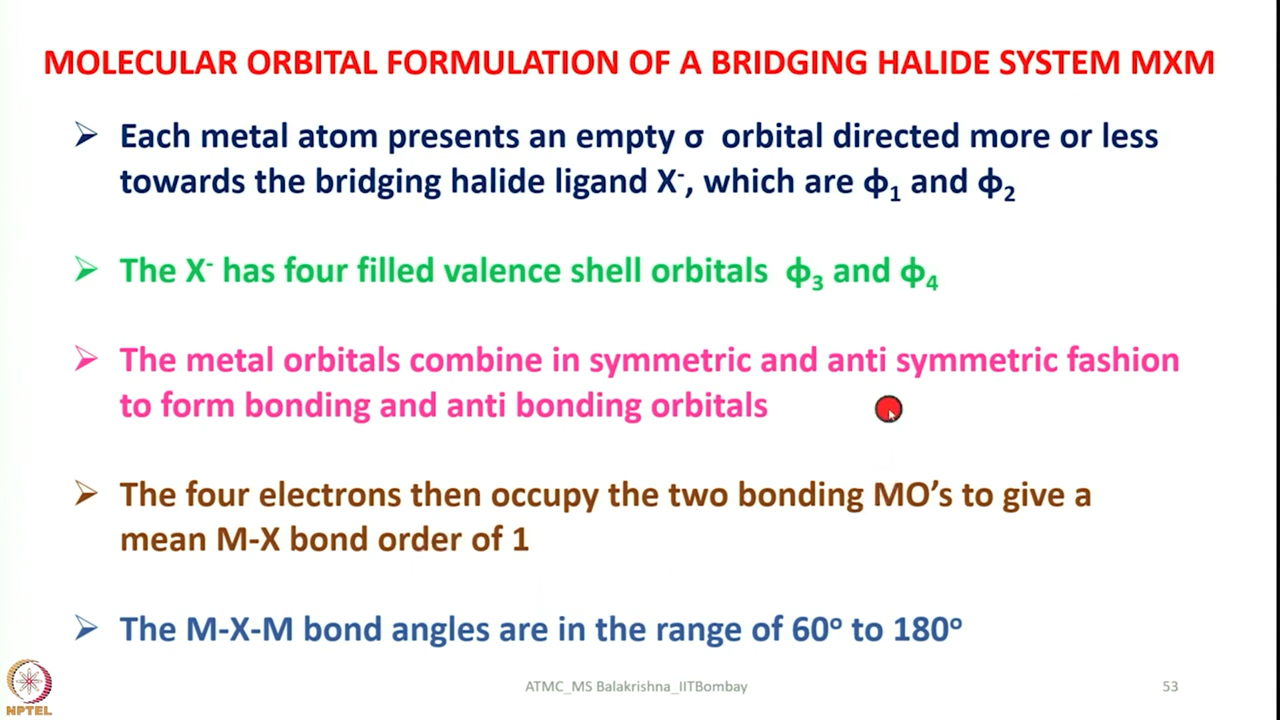 MOLECULAR ORBITAL FORMULATION OF A BRIDGING HALIDE SYSTEM MXM
➢ Each metal atom presents an empty σ orbital directed more or less
towards the bridging halide ligand X⁻, which are ϕ₁ and ϕ₂
➢ The X⁻ has four filled valence shell orbitals ϕ₃ and ϕ₄
➢ The metal orbitals combine in symmetric and anti symmetric fashion
to form bonding and anti bonding orbitals
➢ The four electrons then occupy the two bonding MO’s to give a
mean M-X bond order of 1
➢ The M-X-M bond angles are in the range of 60° to 180°
NPTEL
ATMC_MS Balakrishna_IITBombay
53